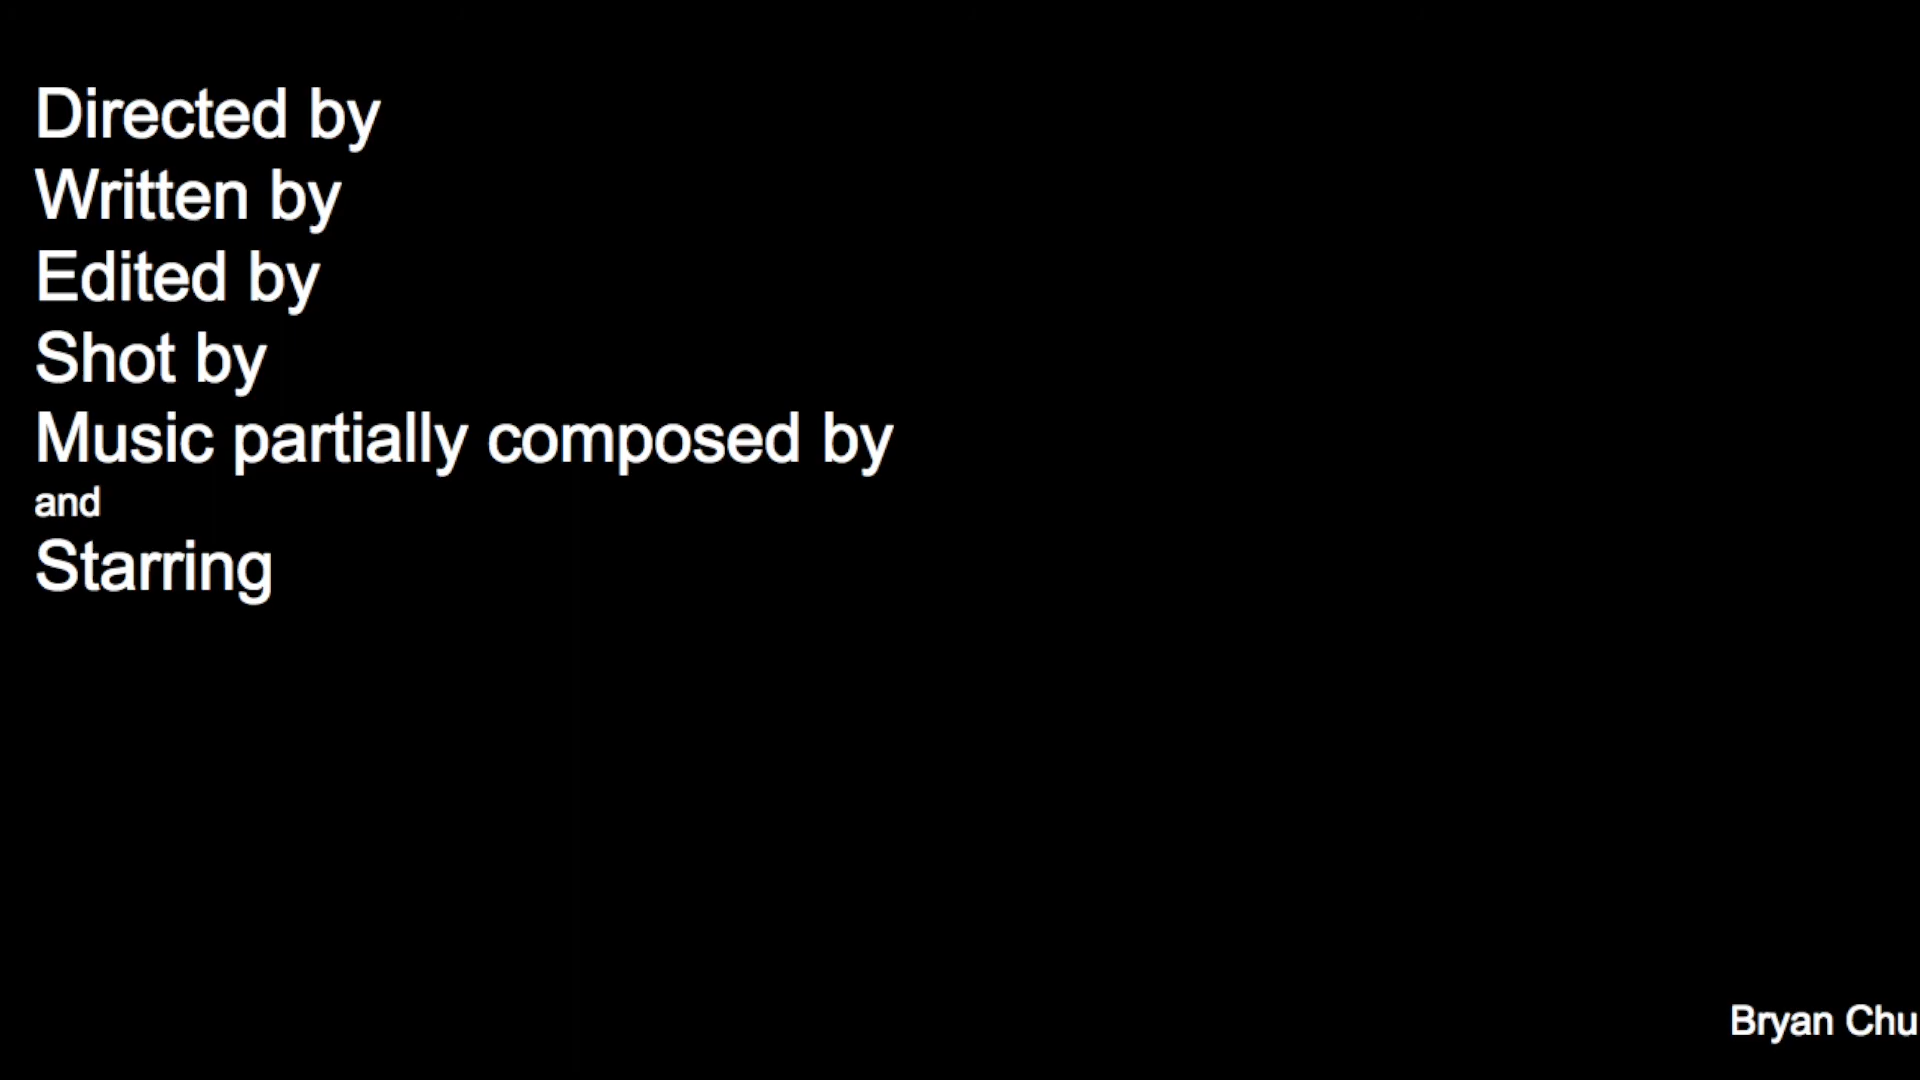 Directed by
Written by
Edited by
Shot by
Music partially composed by
and
Starring
Bryan Chu